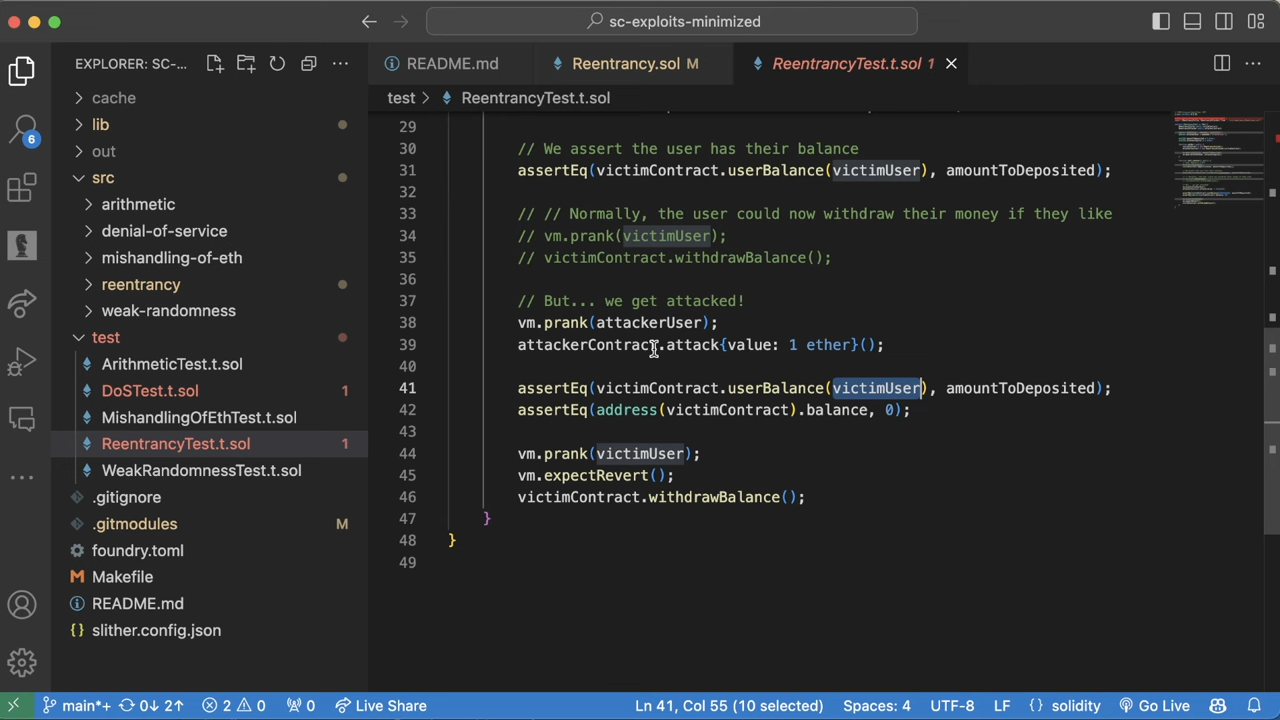 sc-exploits-minimized
EXPLORER: SC-...
README.md
Reentrancy.sol M
ReentrancyTest.t.sol 1
test > ReentrancyTest.t.sol
6
cache
lib
out
src
arithmetic
denial-of-service
mishandling-of-eth
reentrancy
weak-randomness
test
ArithmeticTest.t.sol
DoSTest.t.sol 1
MishandlingOfEthTest.t.sol
ReentrancyTest.t.sol 1
WeakRandomnessTest.t.sol
.gitignore
.gitmodules M
foundry.toml
Makefile
README.md
slither.config.json
29
30 // We assert the user has their balance
31 assertEq(victimContract.userBalance(victimUser), amountToDeposited);
32
33 // // Normally, the user could now withdraw their money if they like
34 // vm.prank(victimUser);
35 // victimContract.withdrawBalance();
36
37 // But... we get attacked!
38 vm.prank(attackerUser);
39 attackerContract.attack{value: 1 ether}();
40
41 assertEq(victimContract.userBalance(victimUser), amountToDeposited);
42 assertEq(address(victimContract).balance, 0);
43
44 vm.prank(victimUser);
45 vm.expectRevert();
46 victimContract.withdrawBalance();
47 }
48 }
49
main*+ 0↓ 2↑ 2 0 0 Live Share Ln 41, Col 55 (10 selected) Spaces: 4 UTF-8 LF {} solidity Go Live